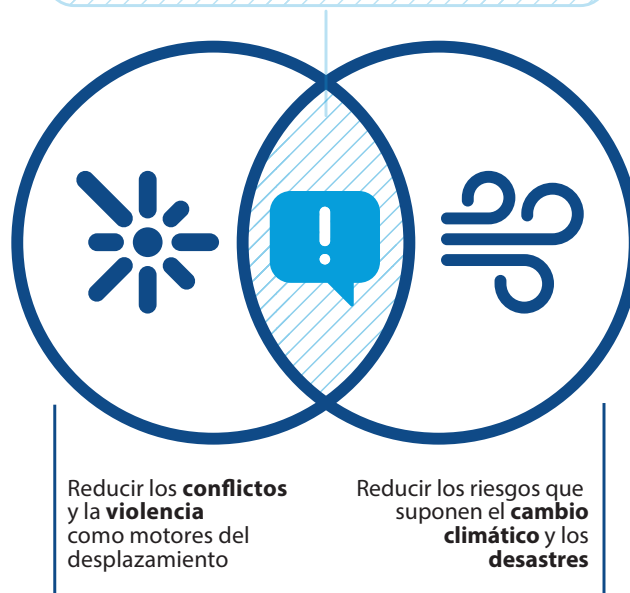 Reducir los conflictos
y la violencia
como motores del
desplazamiento
Reducir los riesgos que
suponen el cambio
climático y los
desastres